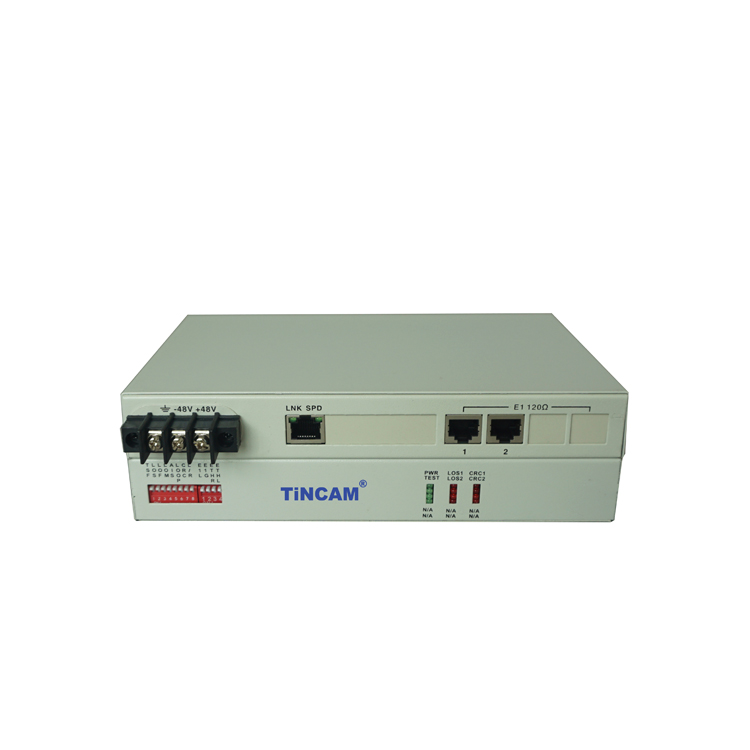 -48V +48V
LNK SPD
E1 120Ω
1
2
TiNCAM®
PWR
TEST
LOS1
LOS2
CRC1
CRC2
N/A N/A N/A
N/A N/A N/A